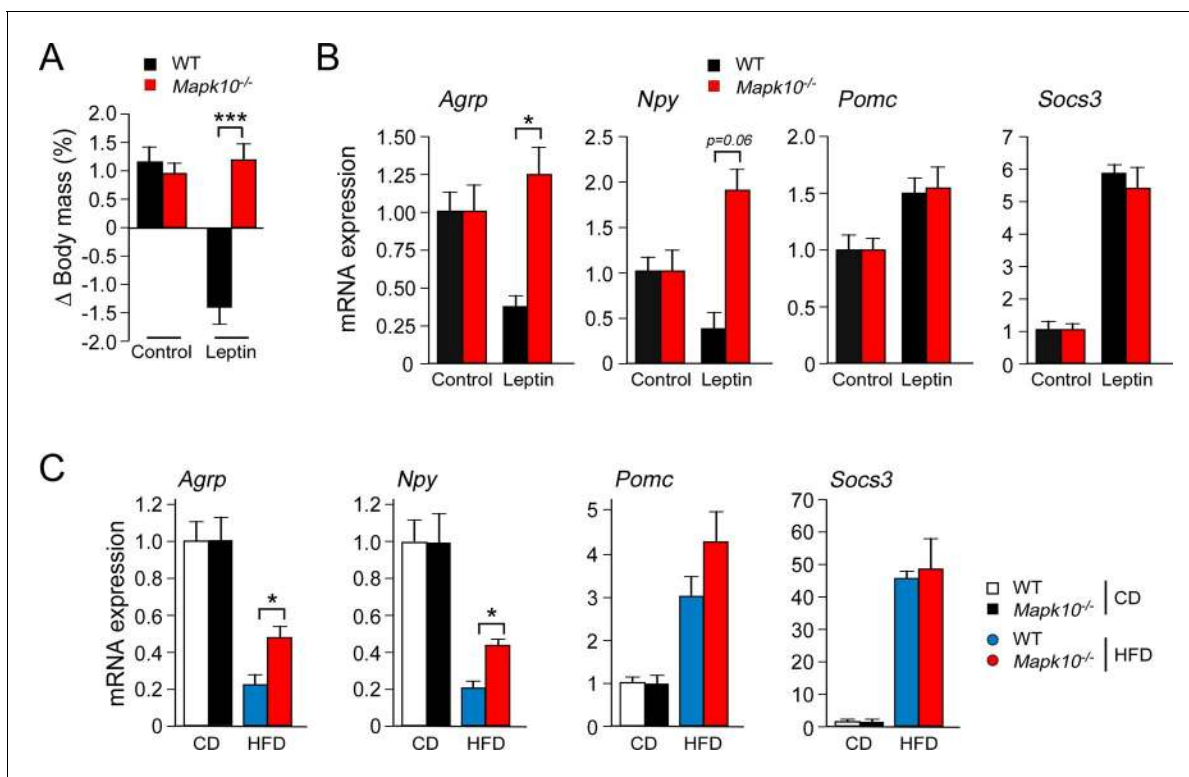 A
WT
Mapk10-/-
Δ Body mass (%)
2.0
1.5
1.0
0.5
0
-0.5
-1.0
-1.5
-2.0
***
Control Leptin
B
WT
Mapk10-/-
mRNA expression
Agrp
1.50
1.25
1.00
0.75
0.50
0.25
0
*
Control Leptin
Npy
2.5
2.0
1.5
1.0
0.5
0
p=0.06
Control Leptin
Pomc
2.0
1.5
1.0
0.5
0
Control Leptin
Socs3
7
6
5
4
3
2
1
0
Control Leptin
C
mRNA expression
Agrp
1.2
1.0
0.8
0.6
0.4
0.2
0
*
CD HFD
Npy
1.2
1.0
0.8
0.6
0.4
0.2
0
*
CD HFD
Pomc
5
4
3
2
1
0
CD HFD
Socs3
70
60
50
40
30
20
10
0
CD HFD
WT
Mapk10-/-
CD
WT
Mapk10-/-
HFD